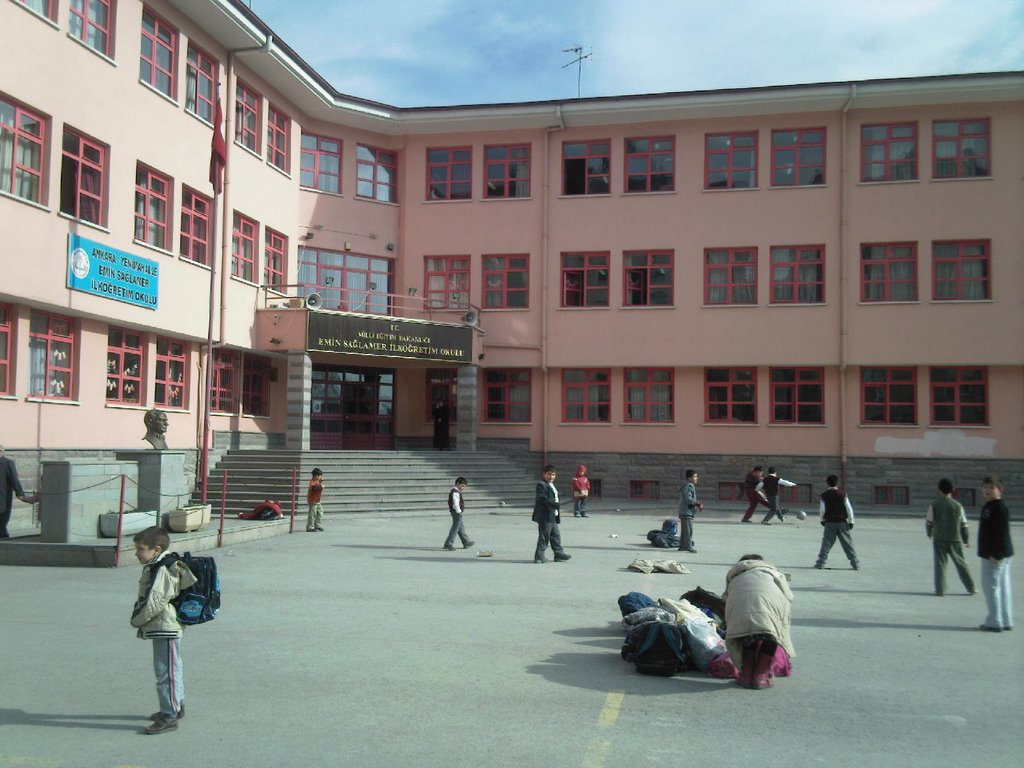 ANKARA - YENİMAHALLE
EMİN SAĞLAMER
İLKÖĞRETİM OKULU
T.C.
MİLLİ EĞİTİM BAKANLIĞI
EMİN SAĞLAMER İLKÖĞRETİM OKULU